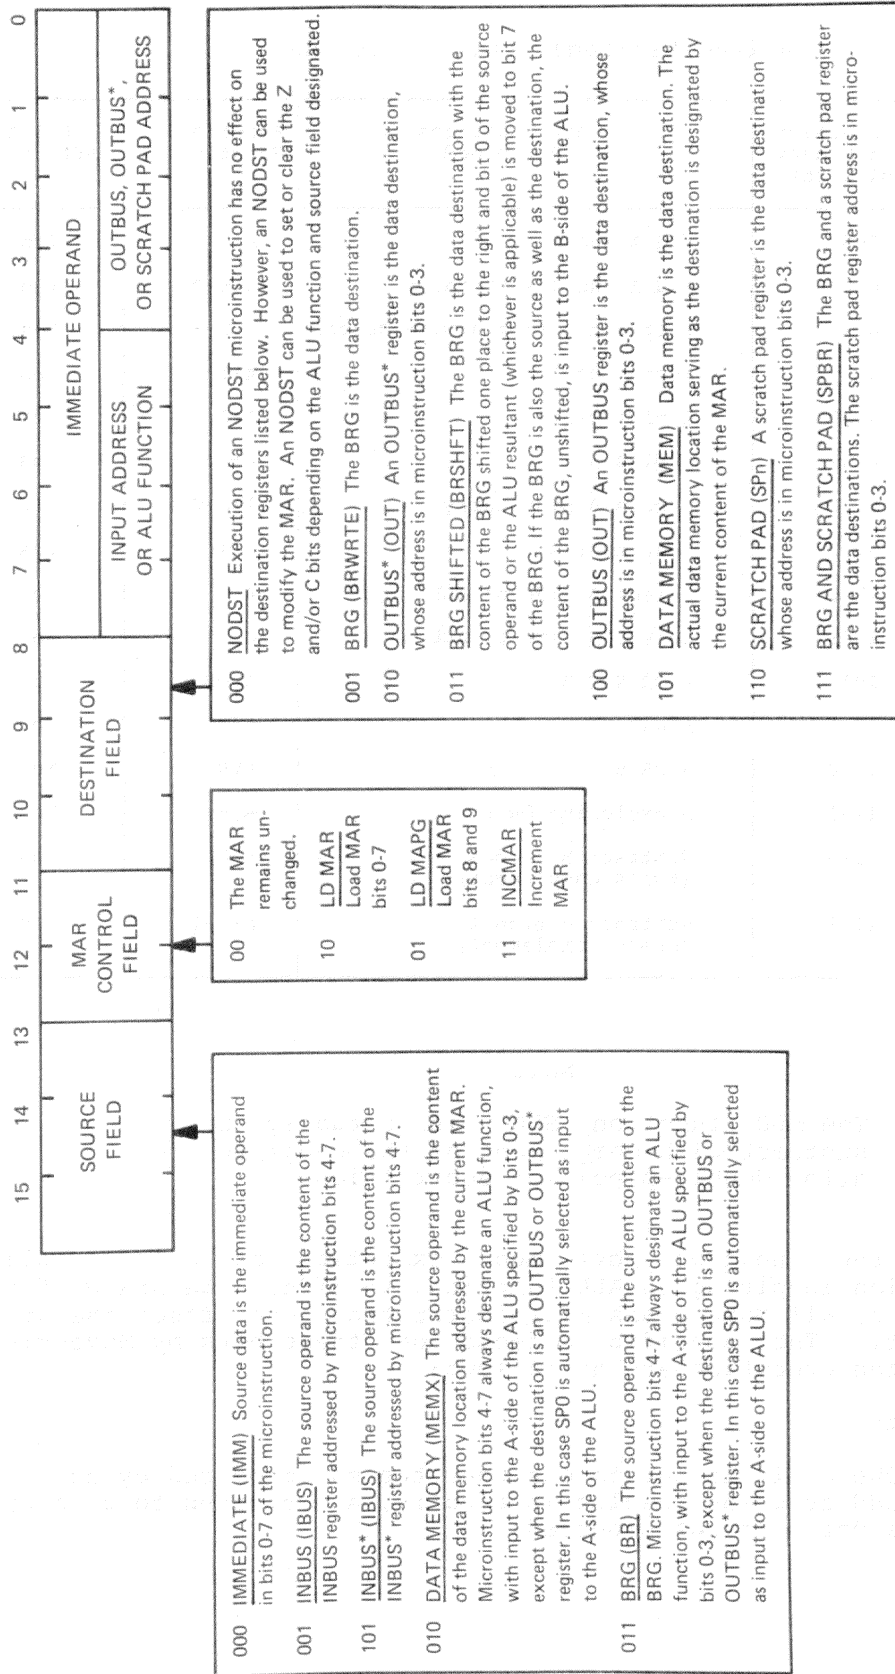 15 14 13 12 11 10 9 8 7 6 5 4 3 2 1 0
SOURCE
FIELD
MAR
CONTROL
FIELD
DESTINATION
FIELD
IMMEDIATE OPERAND
INPUT ADDRESS
OR ALU FUNCTION
OUTBUS, OUTBUS*,
OR SCRATCH PAD ADDRESS
000 IMMEDIATE (IMM) Source data is the immediate operand
in bits 0-7 of the microinstruction.
001 INBUS (IBUS) The source operand is the content of the
INBUS register addressed by microinstruction bits 4-7.
101 INBUS* (IBUS) The source operand is the content of the
INBUS* register addressed by microinstruction bits 4-7.
010 DATA MEMORY (MEMX) The source operand is the content
of the data memory location addressed by the current MAR.
Microinstruction bits 4-7 always designate an ALU function,
with input to the A-side of the ALU specified by bits 0-3,
except when the destination is an OUTBUS or OUTBUS*
register. In this case SP0 is automatically selected as input
to the A-side of the ALU.
011 BRG (BR) The source operand is the current content of the
BRG. Microinstruction bits 4-7 always designate an ALU
function, with input to the A-side of the ALU specified by
bits 0-3, except when the destination is an OUTBUS or
OUTBUS* register. In this case SP0 is automatically selected
as input to the A-side of the ALU.
00 The MAR
remains un-
changed.
10 LD MAR
Load MAR
bits 0-7
01 LD MAPG
Load MAR
bits 8 and 9
11 INCMAR
Increment
MAR
000 NODST Execution of an NODST microinstruction has no effect on
the destination registers listed below. However, an NODST can be used
to modify the MAR. An NODST can be used to set or clear the Z
and/or C bits depending on the ALU function and source field designated.
001 BRG (BRWRTE) The BRG is the data destination.
010 OUTBUS* (OUT) An OUTBUS* register is the data destination,
whose address is in microinstruction bits 0-3.
011 BRG SHIFTED (BRSHFT) The BRG is the data destination with the
content of the BRG shifted one place to the right and bit 0 of the source
operand or the ALU resultant (whichever is applicable) is moved to bit 7
of the BRG. If the BRG is also the source as well as the destination, the
content of the BRG, unshifted, is input to the B-side of the ALU.
100 OUTBUS (OUT) An OUTBUS register is the data destination, whose
address is in microinstruction bits 0-3.
101 DATA MEMORY (MEM) Data memory is the data destination. The
actual data memory location serving as the destination is designated by
the current content of the MAR.
110 SCRATCH PAD (SPn) A scratch pad register is the data destination
whose address is in microinstruction bits 0-3.
111 BRG AND SCRATCH PAD (SPBR) The BRG and a scratch pad register
are the data destinations. The scratch pad register address is in micro-
instruction bits 0-3.